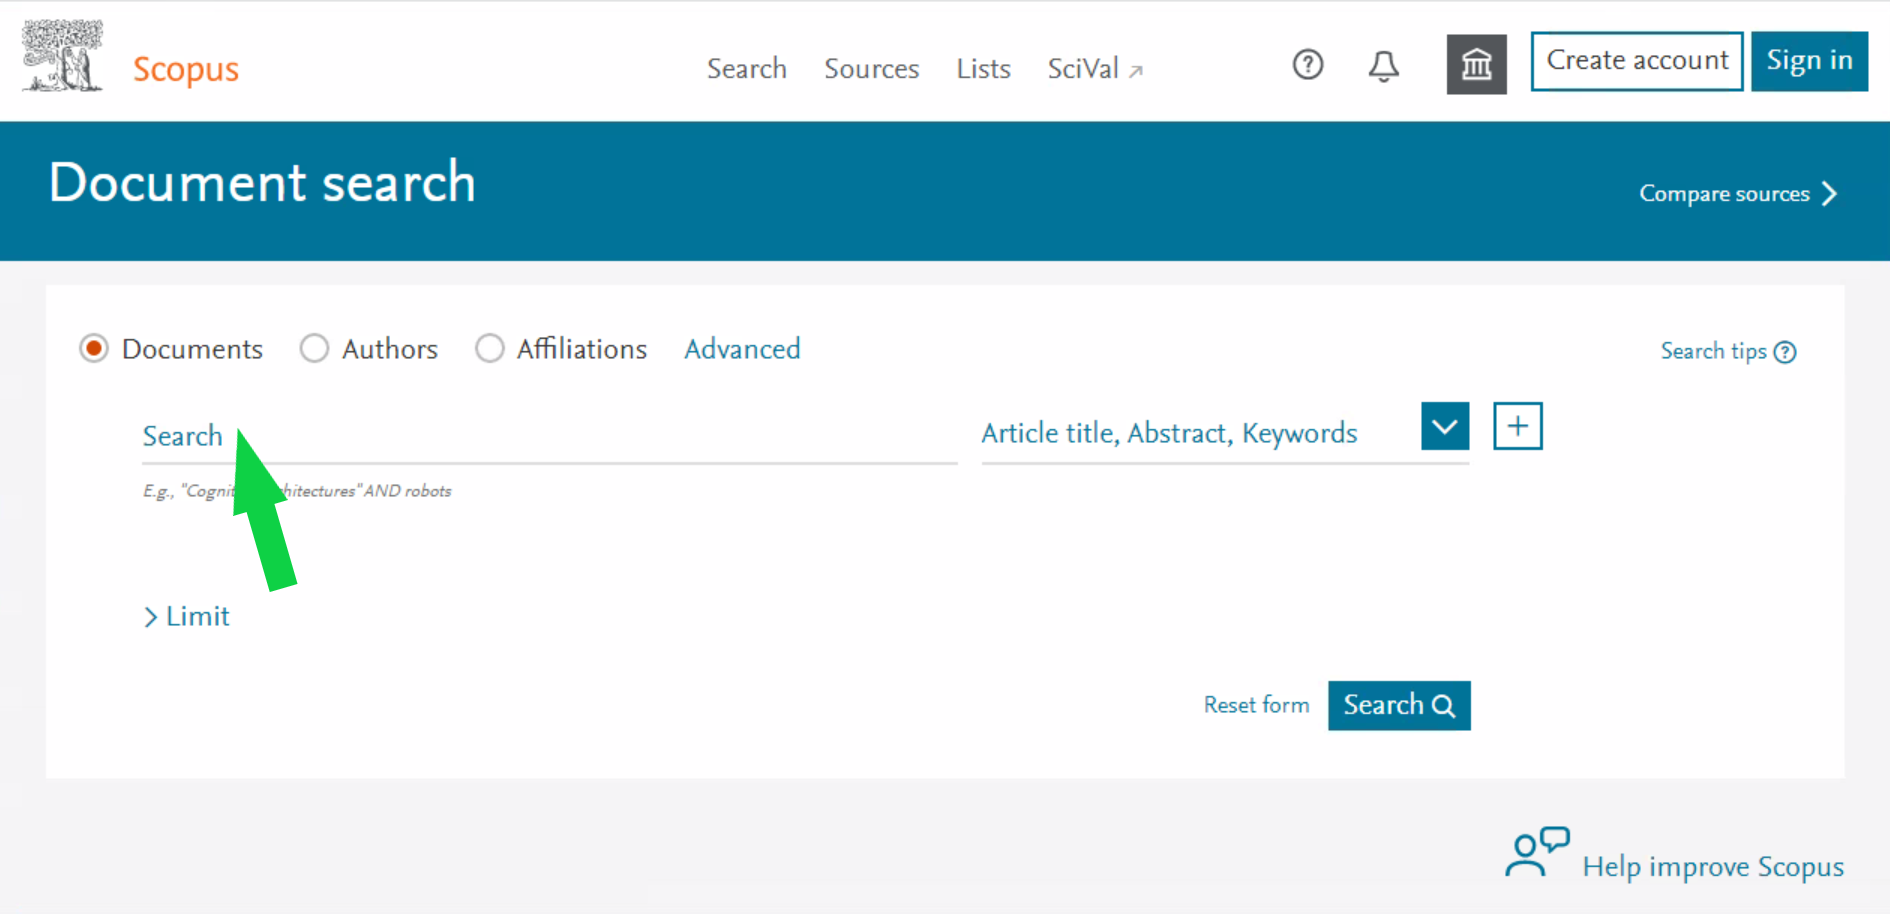 Scopus
Search Sources Lists SciVal ↗
Create account Sign in
Document search
Compare sources
Documents Authors Affiliations Advanced
Search tips
Search
Article title, Abstract, Keywords
E.g., "Cognit hitectures" AND robots
Limit
Reset form Search
Help improve Scopus